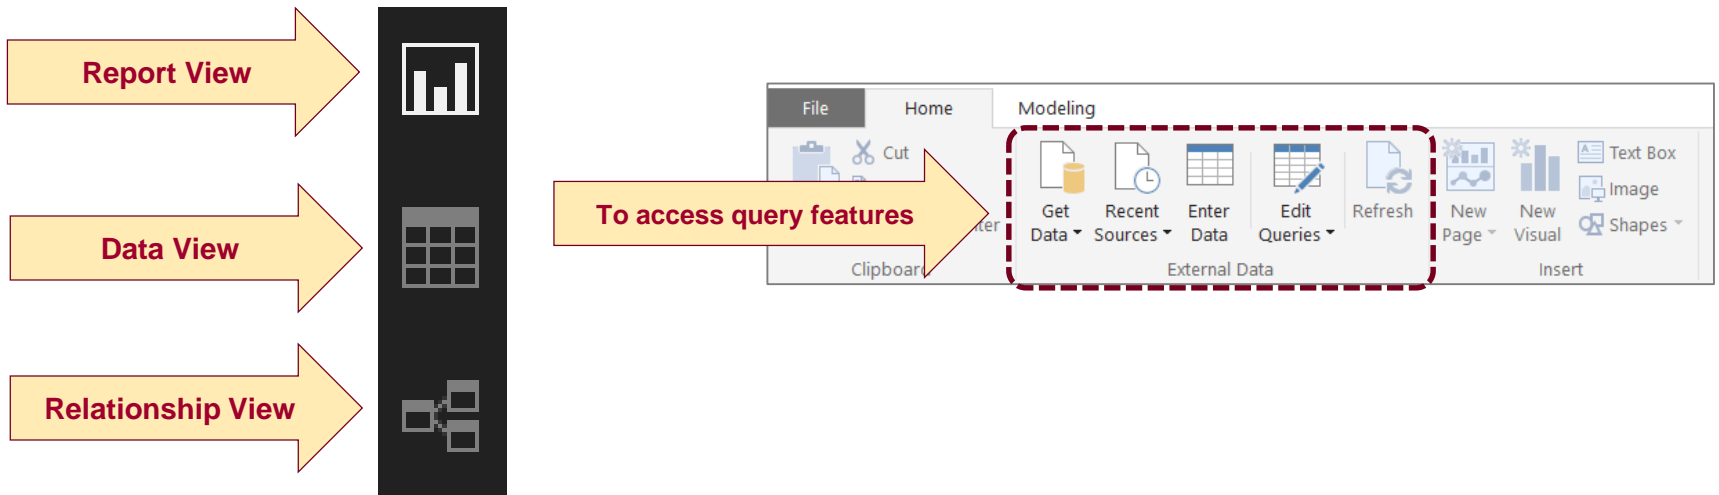 Report View
Data View
Relationship View
To access query features
File Home Modeling
Cut
Get Data
Recent Sources
Enter Data
Edit Queries
Refresh
New Page
New Visual
Text Box
Image
Shapes
External Data
Insert